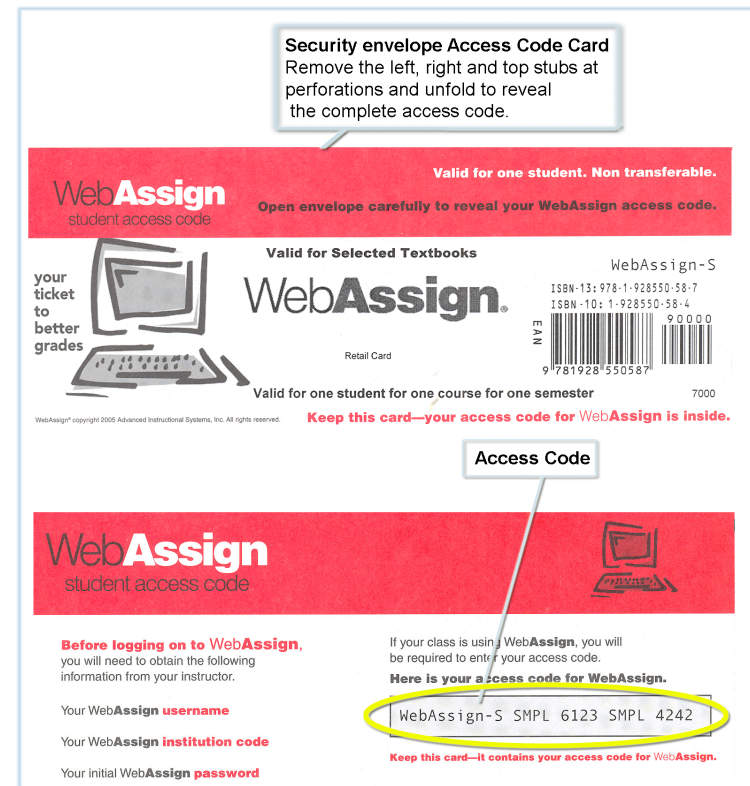 Security envelope Access Code Card
Remove the left, right and top stubs at
perforations and unfold to reveal
the complete access code.
Valid for one student. Non transferable.
WebAssign
student access code
Open envelope carefully to reveal your WebAssign access code.
Valid for Selected Textbooks
WebAssign-S
your
ticket
to
better
grades
WebAssign®
ISBN-13: 978-1-928550-58-7
ISBN-10: 1-928550-58-4
90000
EAN
9 781928 550587
Retail Card
Valid for one student for one course for one semester
7000
WebAssign® copyright 2005 Advanced Instructional Systems, Inc. All rights reserved.
Keep this card—your access code for WebAssign is inside.
Access Code
WebAssign
student access code
Before logging on to WebAssign,
you will need to obtain the following
information from your instructor.
Your WebAssign username
Your WebAssign institution code
Your initial WebAssign password
If your class is using WebAssign, you will
be required to enter your access code.
Here is your access code for WebAssign.
WebAssign-S SMPL 6123 SMPL 4242
Keep this card—it contains your access code for WebAssign.